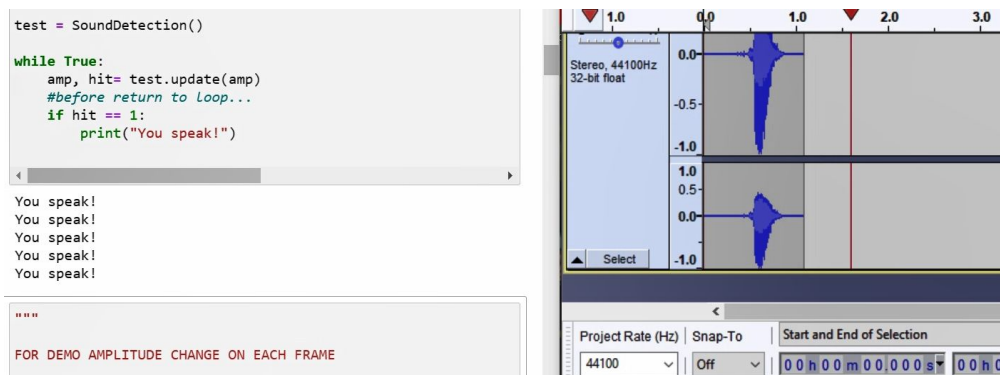 test = SoundDetection()
while True:
amp, hit= test.update(amp)
#before return to loop...
if hit == 1:
print("You speak!")
You speak!
You speak!
You speak!
You speak!
You speak!
"""
FOR DEMO AMPLITUDE CHANGE ON EACH FRAME
1.0 0.0 1.0 2.0 3.0
Stereo, 44100Hz
32-bit float
0.0
-0.5
-1.0
1.0
0.5
0.0
-1.0
Select
Project Rate (Hz) Snap-To Start and End of Selection
44100 Off 00h00m00.000s 00h0